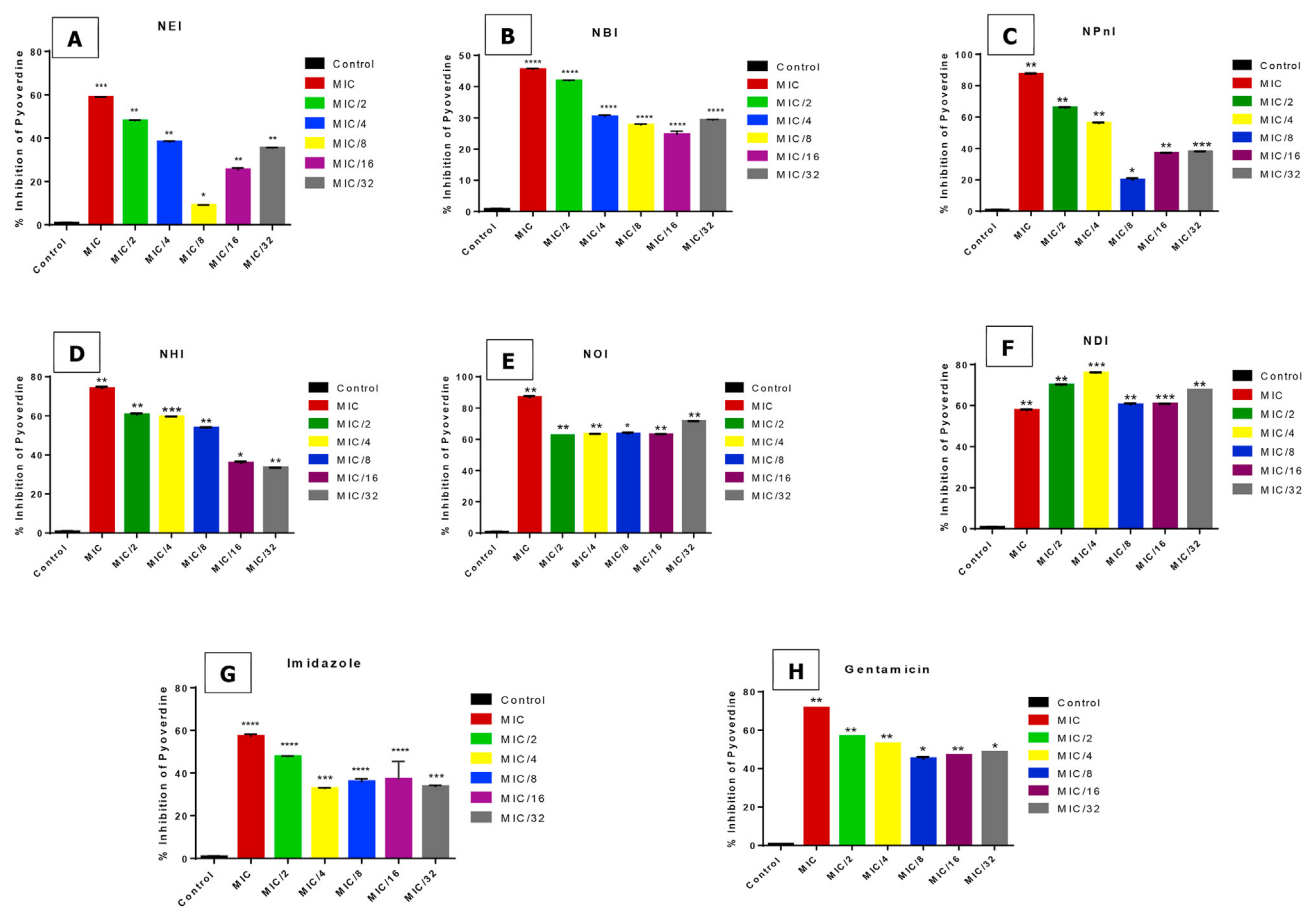 A
NEI
% Inhibition of Pyoverdine
80
60
40
20
0
*** ** ** * ** **
Control MIC MIC/2 MIC/4 MIC/8 MIC/16 MIC/32
Control
MIC
MIC/2
MIC/4
MIC/8
MIC/16
MIC/32
B
NBI
% Inhibition of Pyoverdine
50
40
30
20
10
0
**** **** **** **** **** ****
Control MIC MIC/2 MIC/4 MIC/8 MIC/16 MIC/32
Control
MIC
MIC/2
MIC/4
MIC/8
MIC/16
MIC/32
C
NPnI
% Inhibition of Pyoverdine
100
80
60
40
20
0
** ** ** * ** ***
Control MIC MIC/2 MIC/4 MIC/8 MIC/16 MIC/32
Control
MIC
MIC/2
MIC/4
MIC/8
MIC/16
MIC/32
D
NHI
% Inhibition of Pyoverdine
80
60
40
20
0
** ** *** ** * **
Control MIC MIC/2 MIC/4 MIC/8 MIC/16 MIC/32
Control
MIC
MIC/2
MIC/4
MIC/8
MIC/16
MIC/32
E
NOI
% Inhibition of Pyoverdine
100
80
60
40
20
0
** ** ** * ** **
Control MIC MIC/2 MIC/4 MIC/8 MIC/16 MIC/32
Control
MIC
MIC/2
MIC/4
MIC/8
MIC/16
MIC/32
F
NDI
% Inhibition of Pyoverdine
80
60
40
20
0
** ** *** ** *** **
Control MIC MIC/2 MIC/4 MIC/8 MIC/16 MIC/32
Control
MIC
MIC/2
MIC/4
MIC/8
MIC/16
MIC/32
G
Imidazole
% Inhibition of Pyoverdine
80
60
40
20
0
**** **** *** **** **** ***
Control MIC MIC/2 MIC/4 MIC/8 MIC/16 MIC/32
Control
MIC
MIC/2
MIC/4
MIC/8
MIC/16
MIC/32
H
Gentamicin
% Inhibition of Pyoverdine
80
60
40
20
0
** ** ** * ** *
Control MIC MIC/2 MIC/4 MIC/8 MIC/16 MIC/32
Control
MIC
MIC/2
MIC/4
MIC/8
MIC/16
MIC/32